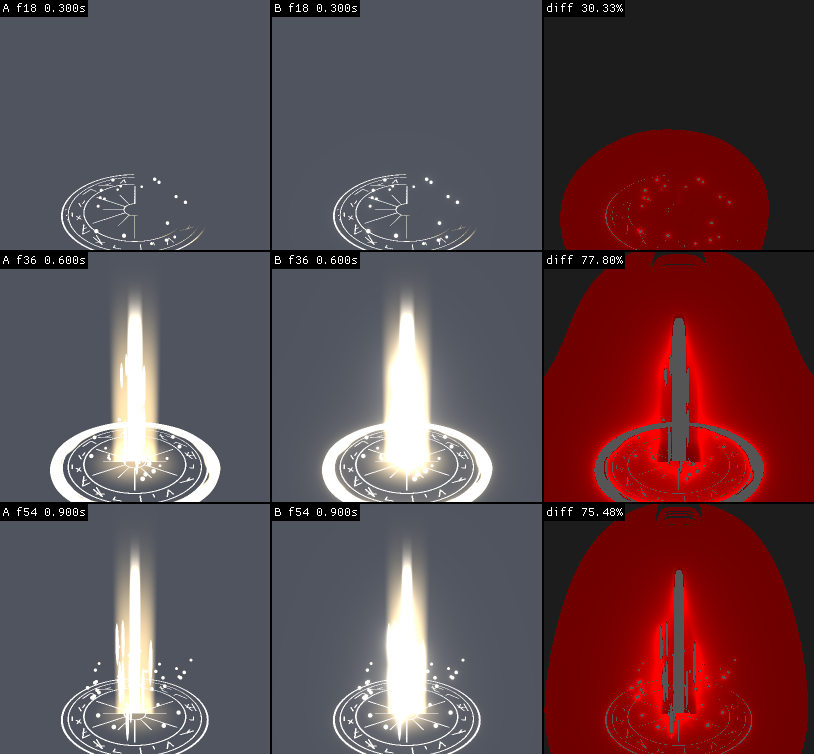 A f18 0.300s
B f18 0.300s
diff 30.33%
A f36 0.600s
B f36 0.600s
diff 77.80%
A f54 0.900s
B f54 0.900s
diff 75.48%